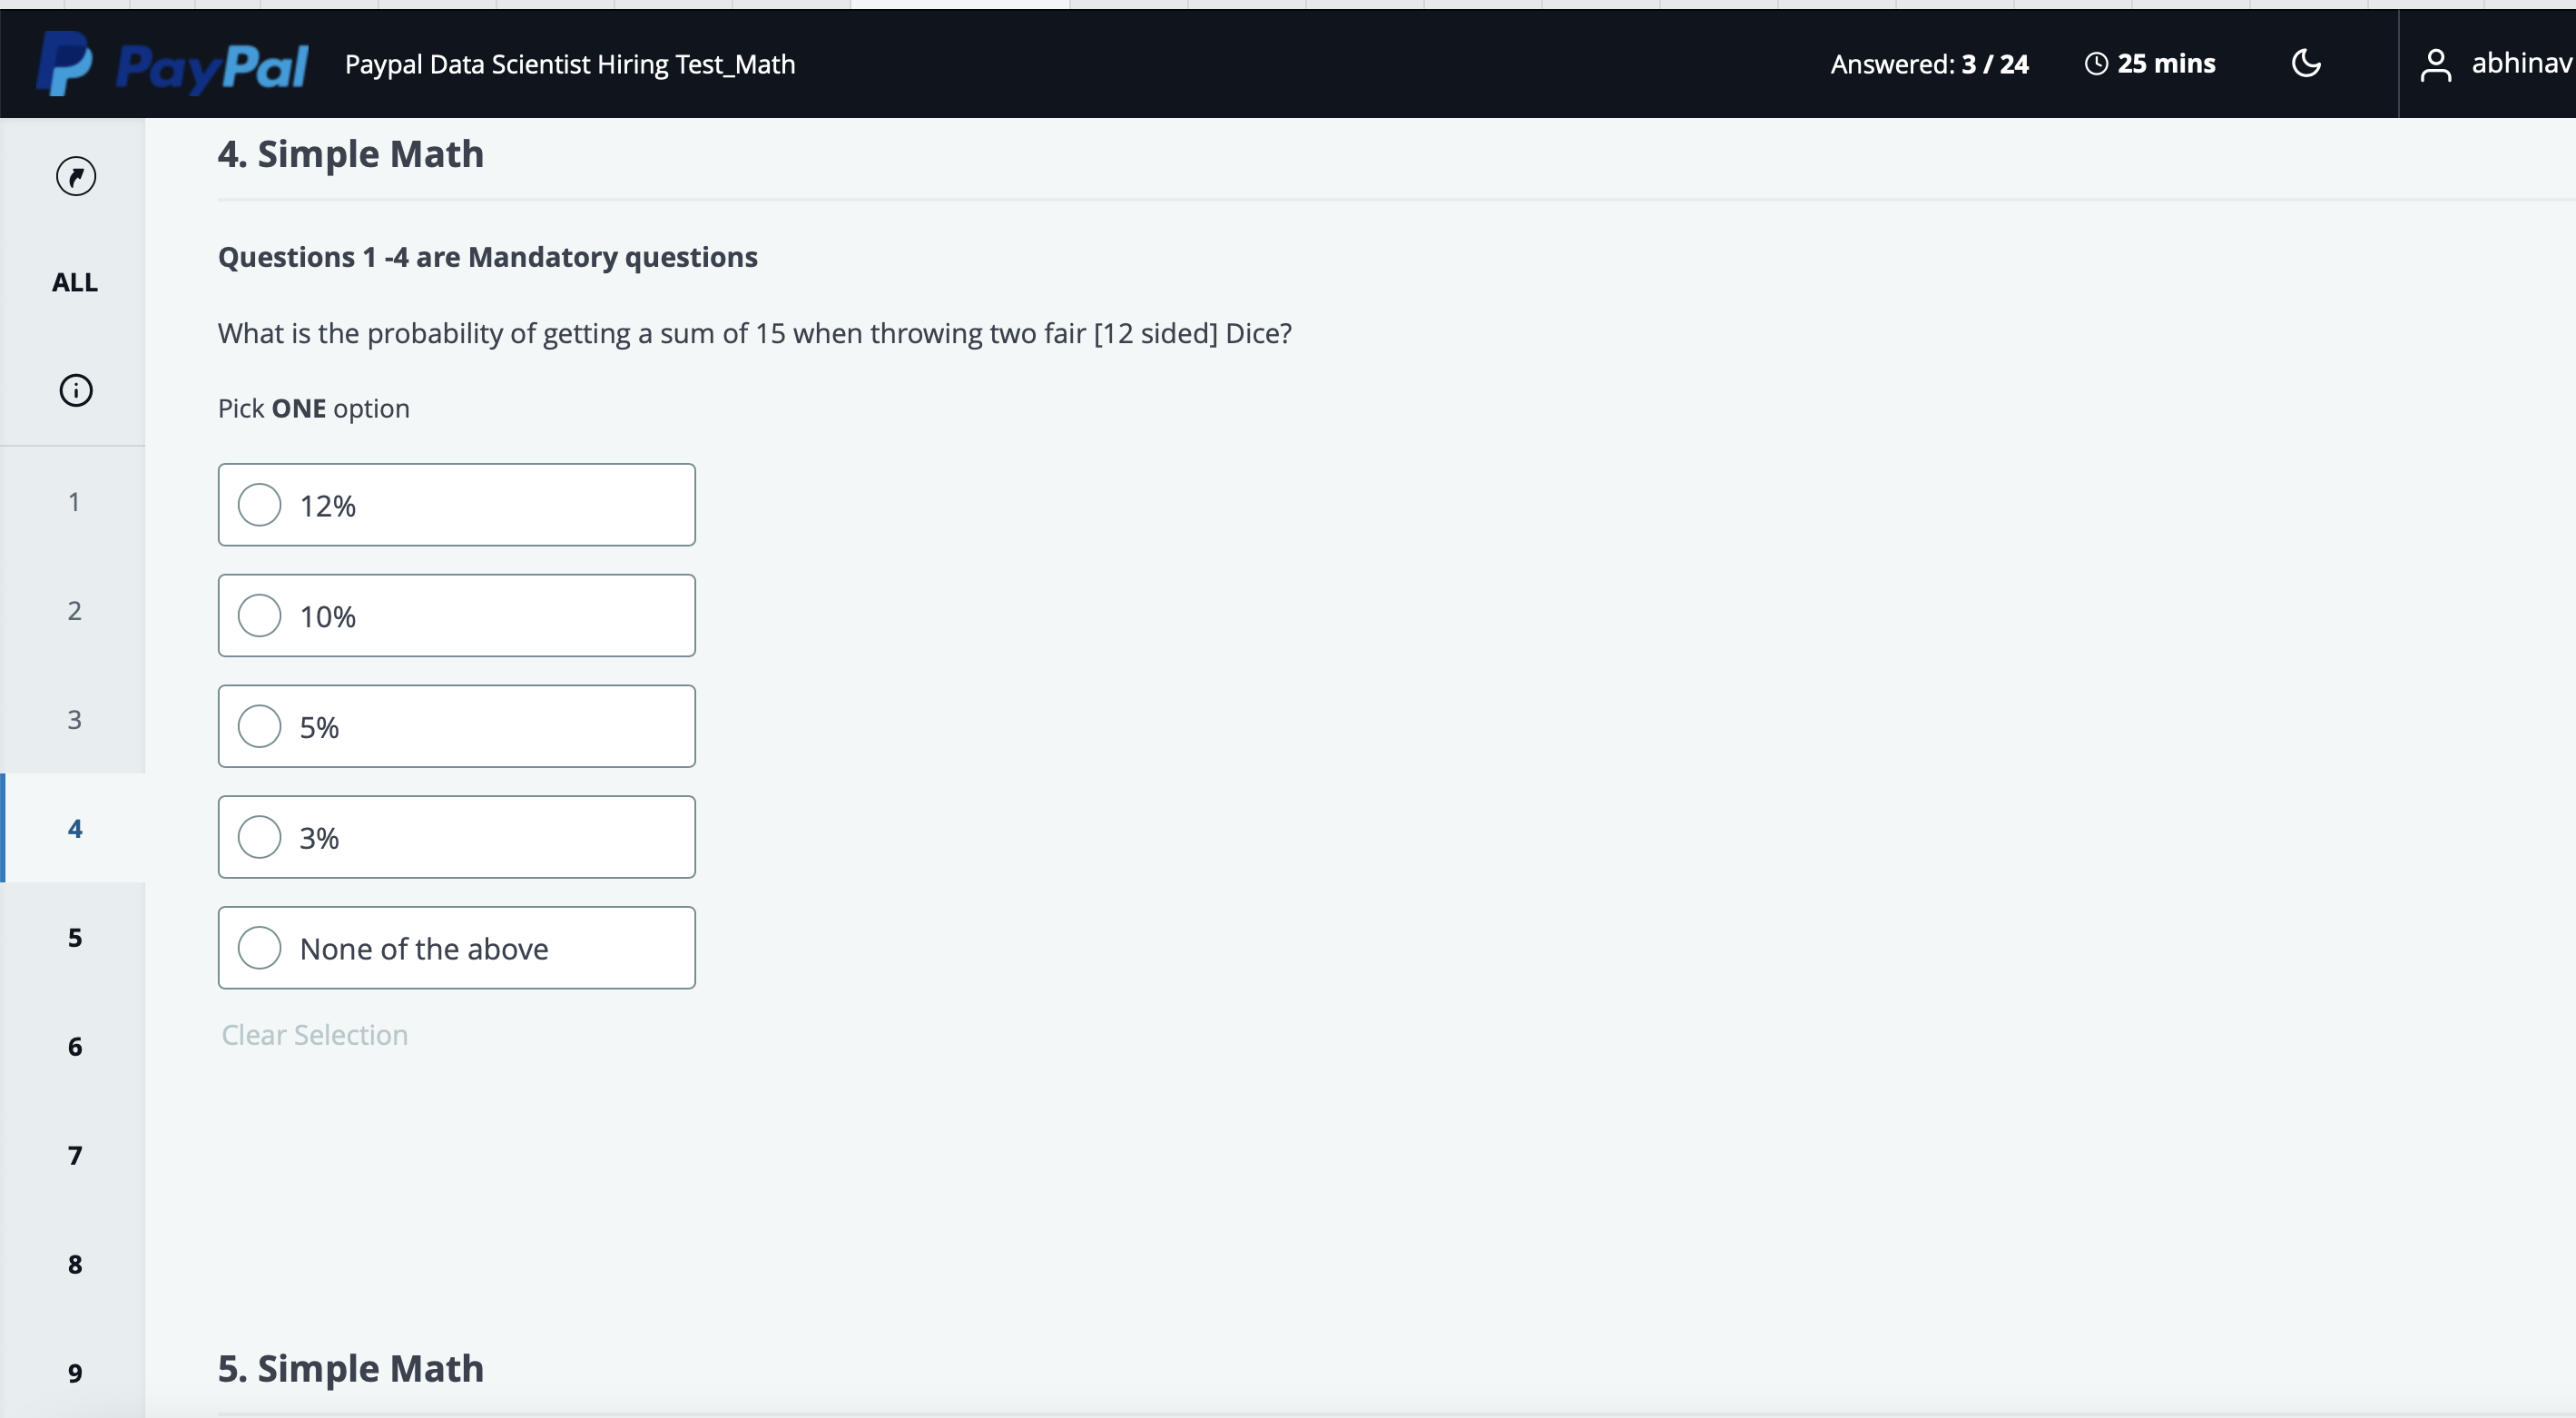 PayPal Paypal Data Scientist Hiring Test_Math Answered: 3 / 24 25 mins abhinav
4. Simple Math
Questions 1 -4 are Mandatory questions
ALL
What is the probability of getting a sum of 15 when throwing two fair [12 sided] Dice?
Pick ONE option
1
12%
2
10%
3
5%
4
3%
5
None of the above
6
Clear Selection
7
8
9
5. Simple Math